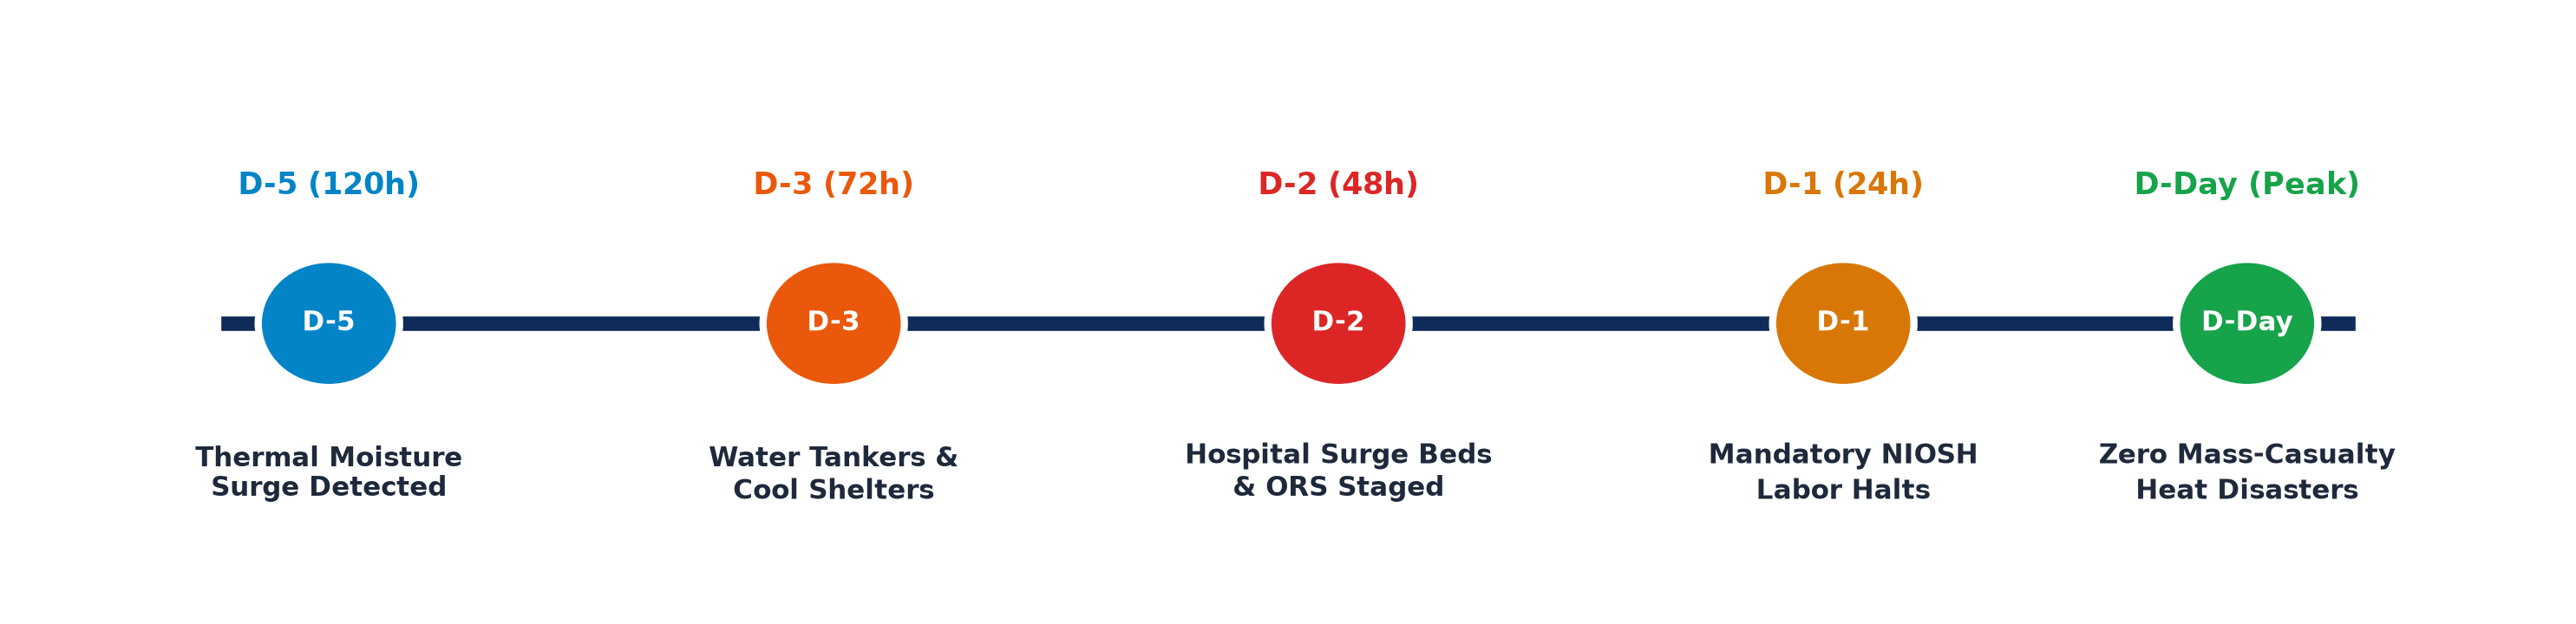 D-5 (120h)
D-3 (72h)
D-2 (48h)
D-1 (24h)
D-Day (Peak)
D-5
D-3
D-2
D-1
D-Day
Thermal Moisture
Surge Detected
Water Tankers &
Cool Shelters
Hospital Surge Beds
& ORS Staged
Mandatory NIOSH
Labor Halts
Zero Mass-Casualty
Heat Disasters